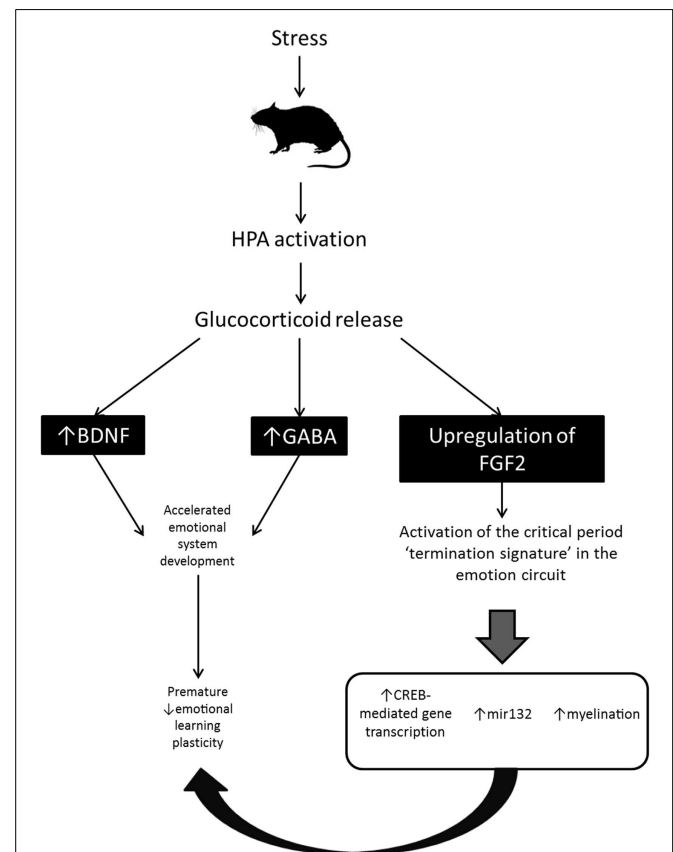 Stress
HPA activation
Glucocorticoid release
↑BDNF
↑GABA
Upregulation of
FGF2
Accelerated
emotional
system
development
Activation of the critical period
‘termination signature’ in the
emotion circuit
Premature
↓emotional
learning
plasticity
↑CREB-
mediated gene
transcription
↑mir132
↑myelination